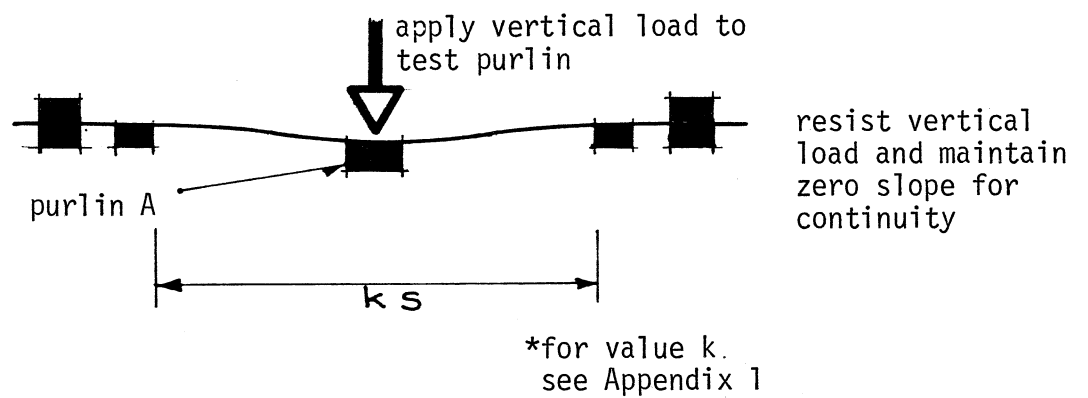 apply vertical load to
test purlin
resist vertical
load and maintain
zero slope for
continuity
purlin A
k s
*for value k.
see Appendix 1